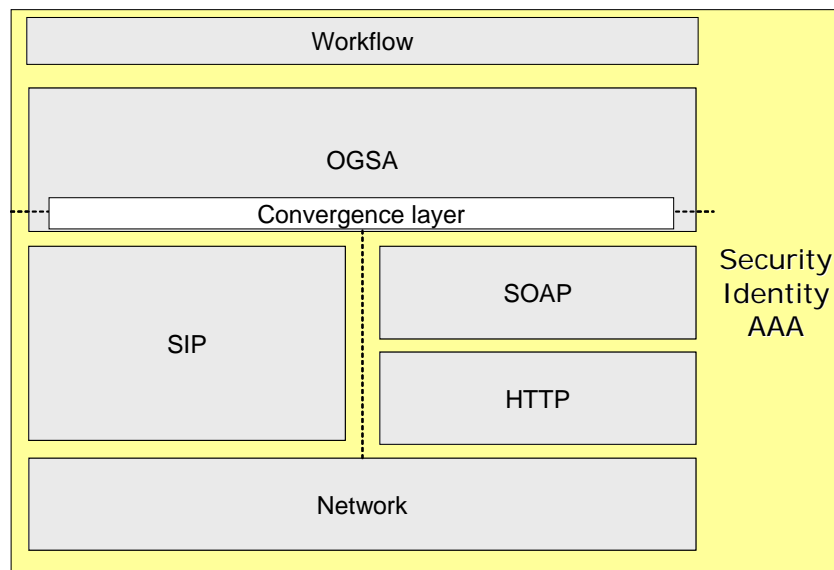 Workflow
OGSA
Convergence layer
SIP
SOAP
HTTP
Network
Security
Identity
AAA